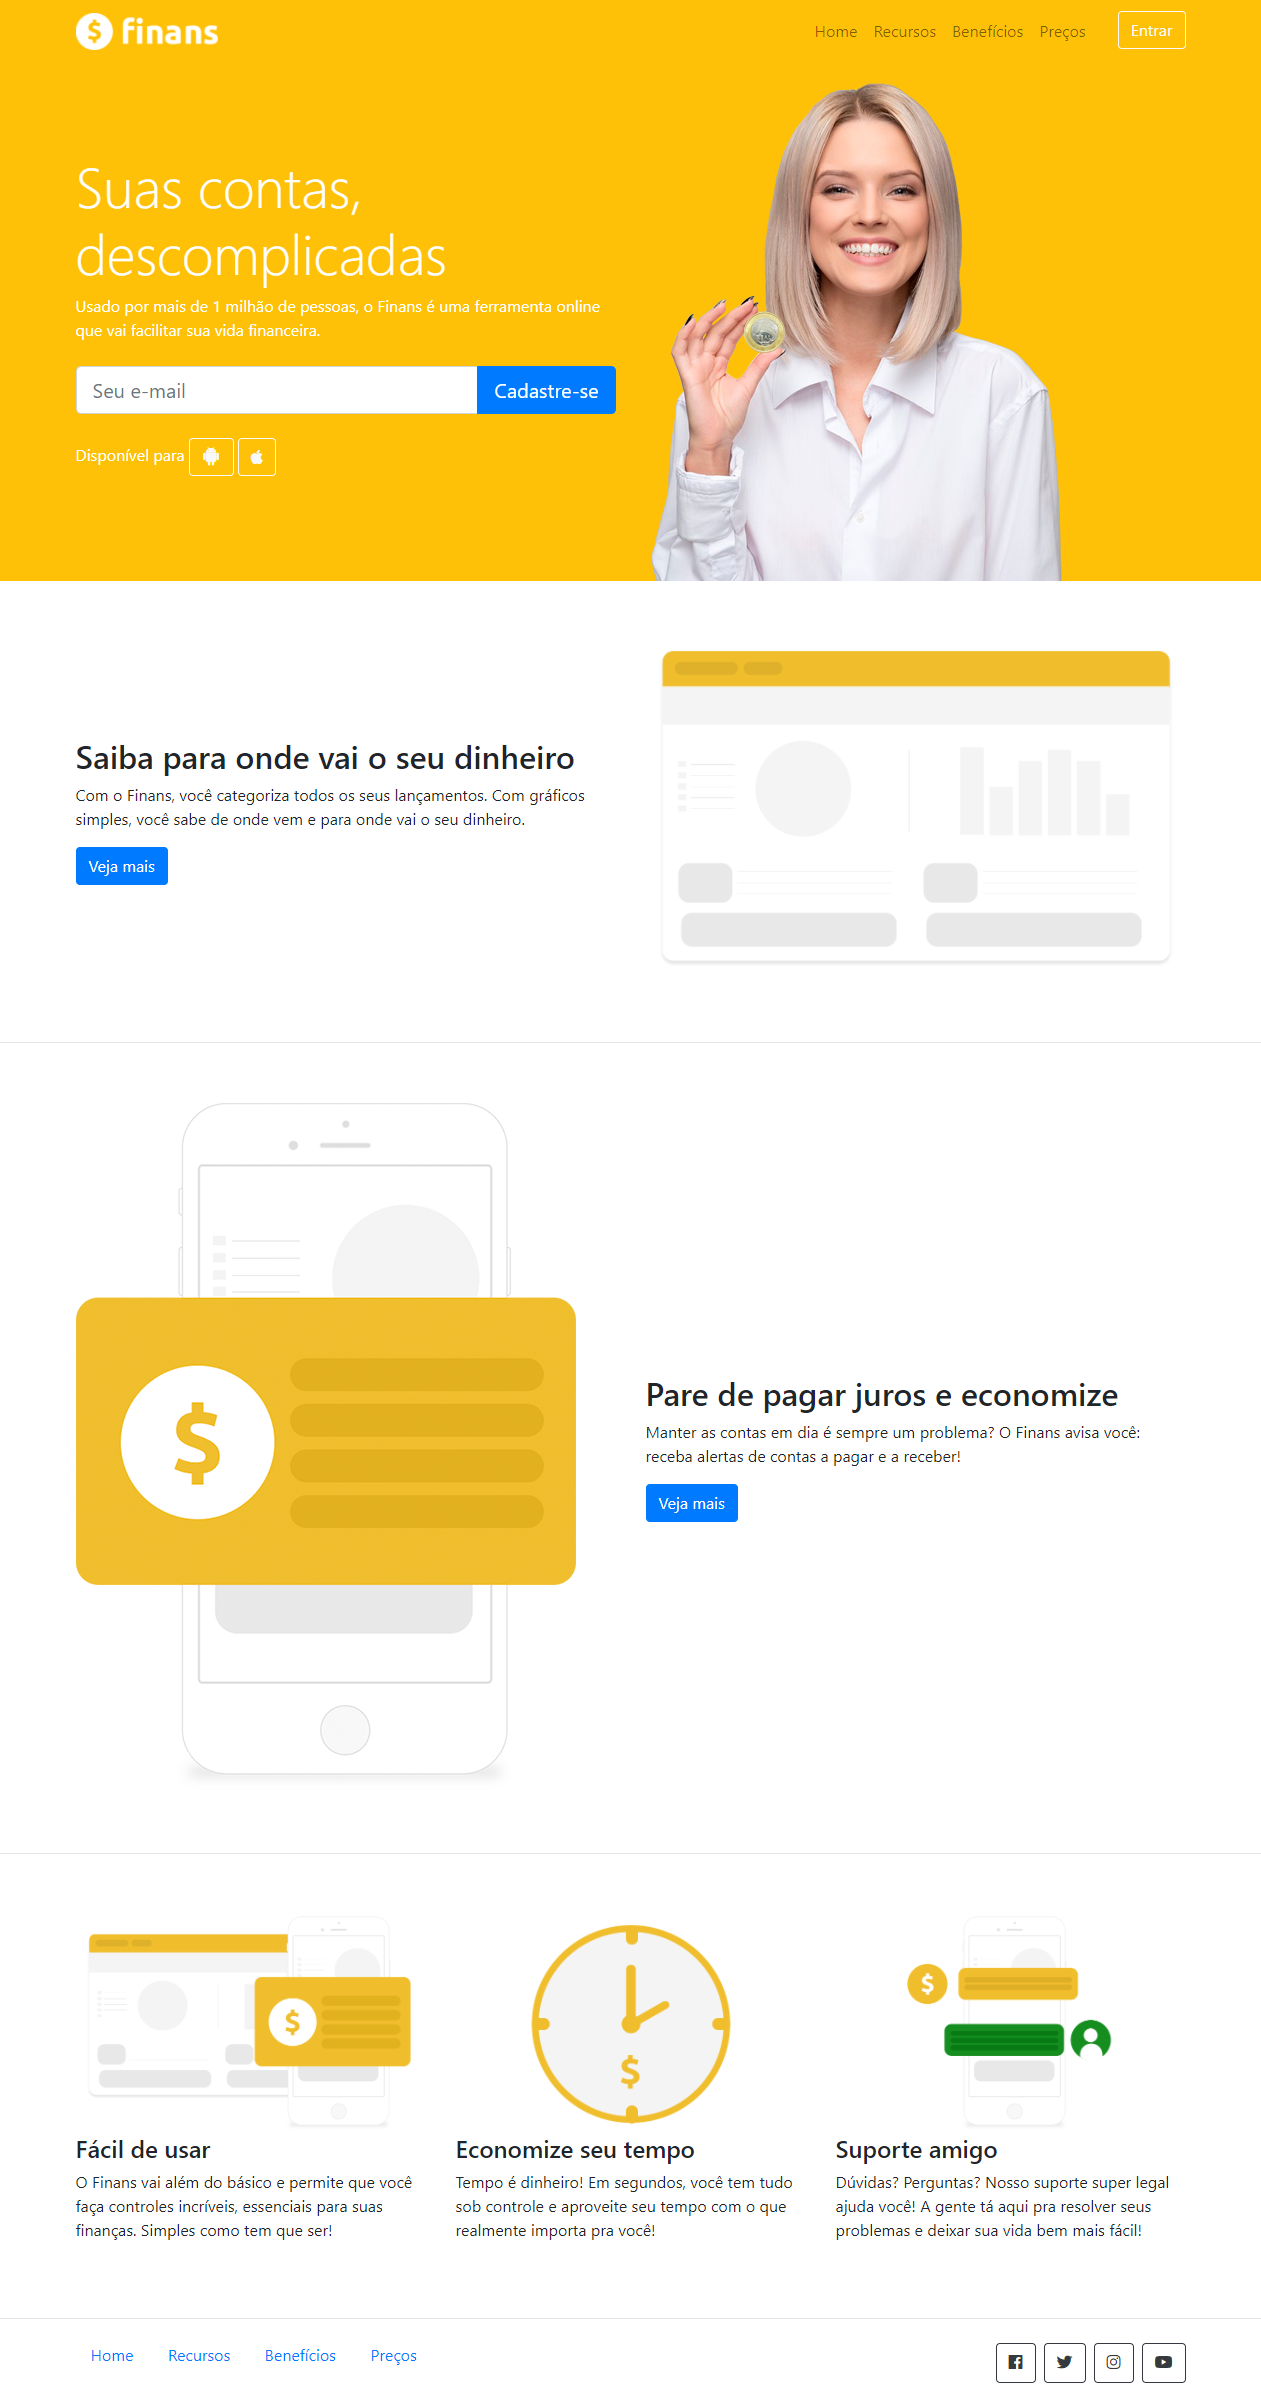 finans
Home
Recursos
Benefícios
Preços
Entrar
Suas contas,
descomplicadas
Usado por mais de 1 milhão de pessoas, o Finans é uma ferramenta online
que vai facilitar sua vida financeira.
Seu e-mail
Cadastre-se
Disponível para
Saiba para onde vai o seu dinheiro
Com o Finans, você categoriza todos os seus lançamentos. Com gráficos
simples, você sabe de onde vem e para onde vai o seu dinheiro.
Veja mais
$
Pare de pagar juros e economize
Manter as contas em dia é sempre um problema? O Finans avisa você:
receba alertas de contas a pagar e a receber!
Veja mais
$
$
$
Fácil de usar
O Finans vai além do básico e permite que você
faça controles incríveis, essenciais para suas
finanças. Simples como tem que ser!
Economize seu tempo
Tempo é dinheiro! Em segundos, você tem tudo
sob controle e aproveite seu tempo com o que
realmente importa pra você!
Suporte amigo
Dúvidas? Perguntas? Nosso suporte super legal
ajuda você! A gente tá aqui pra resolver seus
problemas e deixar sua vida bem mais fácil!
Home
Recursos
Benefícios
Preços